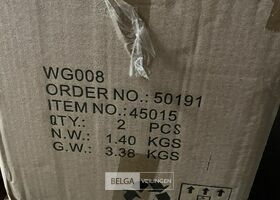 WG008
ORDER NO.: 50191
ITEM NO.: 45015
QTY.: 2 PCS
N.W.: 1.40 KGS
G.W.: 3.38 KGS
BELGA VEILINGEN